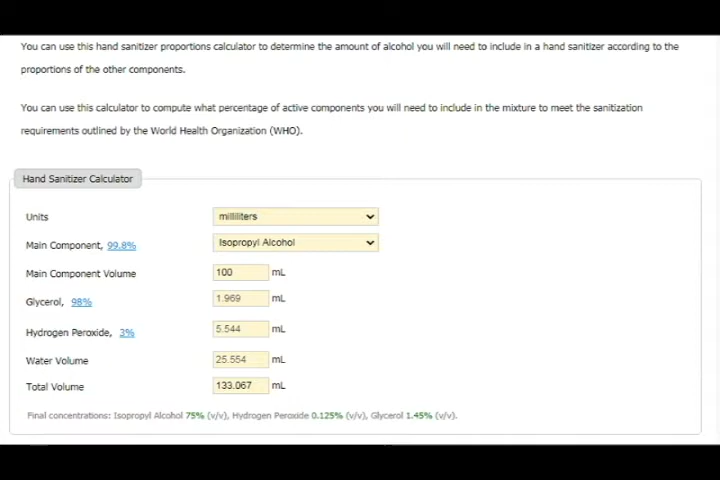 You can use this hand sanitizer proportions calculator to determine the amount of alcohol you will need to include in a hand sanitizer according to the
proportions of the other components.
You can use this calculator to compute what percentage of active components you will need to include in the mixture to meet the sanitization
requirements outlined by the World Health Organization (WHO).
Hand Sanitizer Calculator
Units milliliters
Main Component, 99.8% Isopropyl Alcohol
Main Component Volume 100 mL
Glycerol, 98% 1.969 mL
Hydrogen Peroxide, 3% 5.544 mL
Water Volume 25.554 mL
Total Volume 133.067 mL
Final concentrations: Isopropyl Alcohol 75% (v/v), Hydrogen Peroxide 0.125% (v/v), Glycerol 1.45% (v/v).